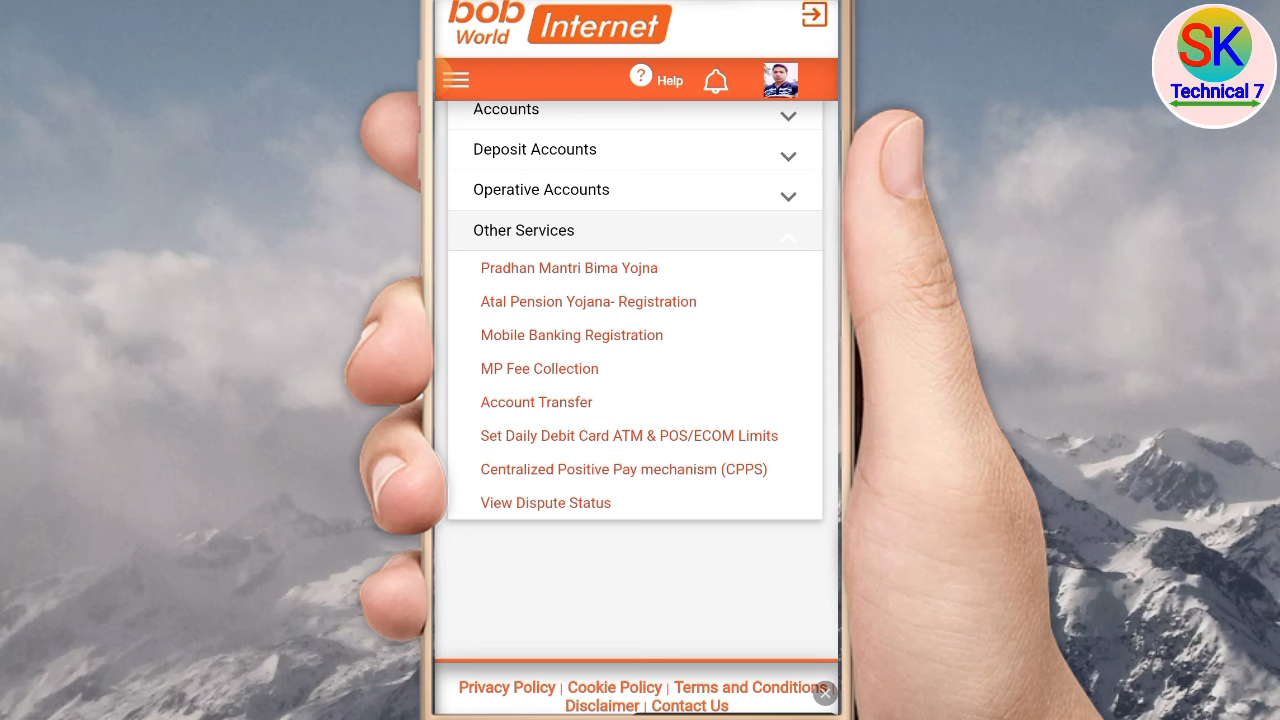 bob
World
Internet
? Help
SK
Technical 7
Accounts
Deposit Accounts
Operative Accounts
Other Services
Pradhan Mantri Bima Yojna
Atal Pension Yojana- Registration
Mobile Banking Registration
MP Fee Collection
Account Transfer
Set Daily Debit Card ATM & POS/ECOM Limits
Centralized Positive Pay mechanism (CPPS)
View Dispute Status
Privacy Policy | Cookie Policy | Terms and Conditions |
Disclaimer | Contact Us